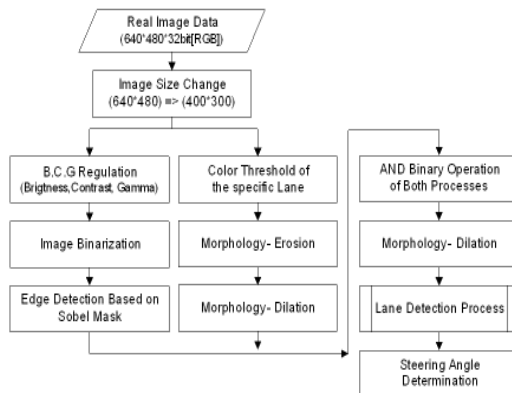 Real Image Data
(640*480*32bit[RGB])
Image Size Change
(640*480) => (400*300)
B.C.G Regulation
(Brigtness,Contrast, Gamma)
Image Binarization
Edge Detection Based on
Sobel Mask
Color Threshold of
the specific Lane
Morphology- Erosion
Morphology- Dilation
AND Binary Operation
of Both Processes
Morphology- Dilation
Lane Detection Process
Steering Angle
Determination